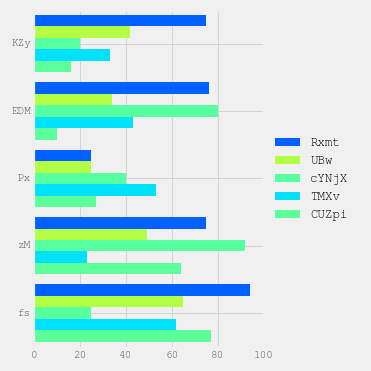 KZy
EDM
Px
zM
fs
0 20 40 60 80 100
Rxmt
UBw
cYNjX
TMXv
CUZpi